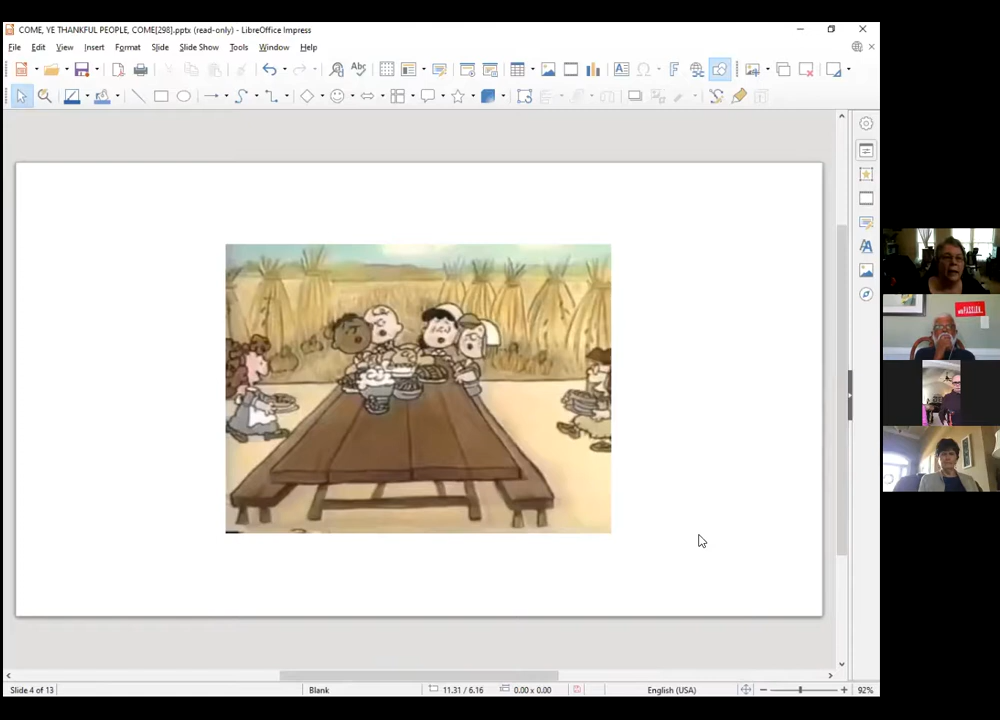 COME, YE THANKFUL PEOPLE, COME[298].pptx (read-only) - LibreOffice Impress
File Edit View Insert Format Slide Slide Show Tools Window Help
Slide 4 of 13 Blank 11.31 / 6.16 0.00 x 0.00 English (USA) 92%
PASSION